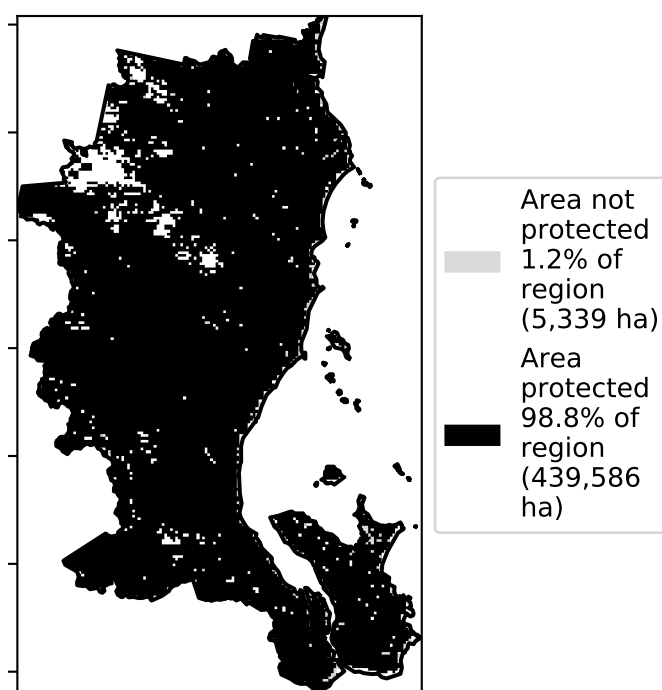 Area not
protected
1.2% of
region
(5,339 ha)
Area
protected
98.8% of
region
(439,586
ha)